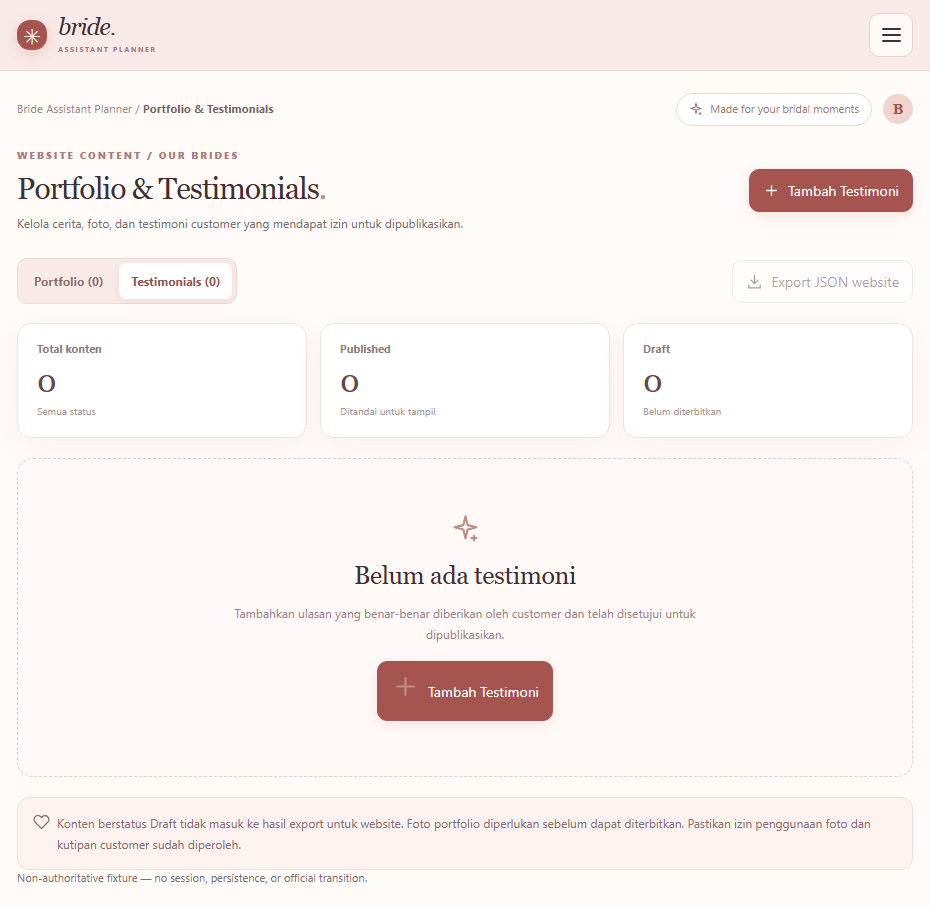 bride.
ASSISTANT PLANNER
Bride Assistant Planner / Portfolio & Testimonials
Made for your bridal moments
B
WEBSITE CONTENT / OUR BRIDES
Portfolio & Testimonials.
Kelola cerita, foto, dan testimoni customer yang mendapat izin untuk dipublikasikan.
+ Tambah Testimoni
Portfolio (0)
Testimonials (0)
Export JSON website
Total konten
0
Semua status
Published
0
Ditandai untuk tampil
Draft
0
Belum diterbitkan
Belum ada testimoni
Tambahkan ulasan yang benar-benar diberikan oleh customer dan telah disetujui untuk
dipublikasikan.
+ Tambah Testimoni
Konten berstatus Draft tidak masuk ke hasil export untuk website. Foto portfolio diperlukan sebelum dapat diterbitkan. Pastikan izin penggunaan foto dan
kutipan customer sudah diperoleh.
Non-authoritative fixture — no session, persistence, or official transition.